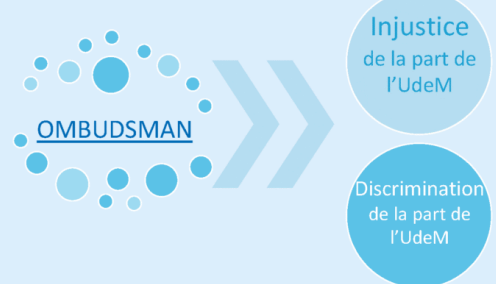 OMBUDSMAN
Injustice
de la part de
l'UdeM
Discrimination
de la part de
l'UdeM